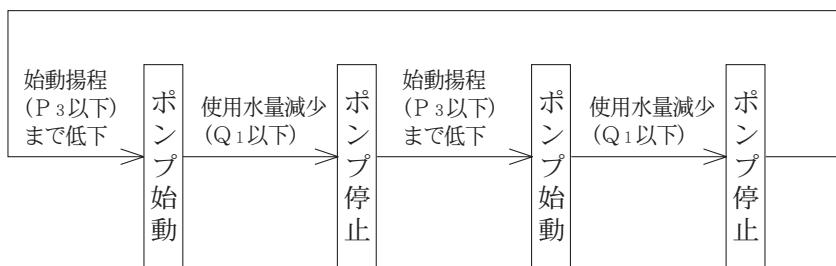 始動揚程
(P3以下)
まで低下
ポンプ始動
使用水量減少
(Q1以下)
ポンプ停止
始動揚程
(P3以下)
まで低下
ポンプ始動
使用水量減少
(Q1以下)
ポンプ停止